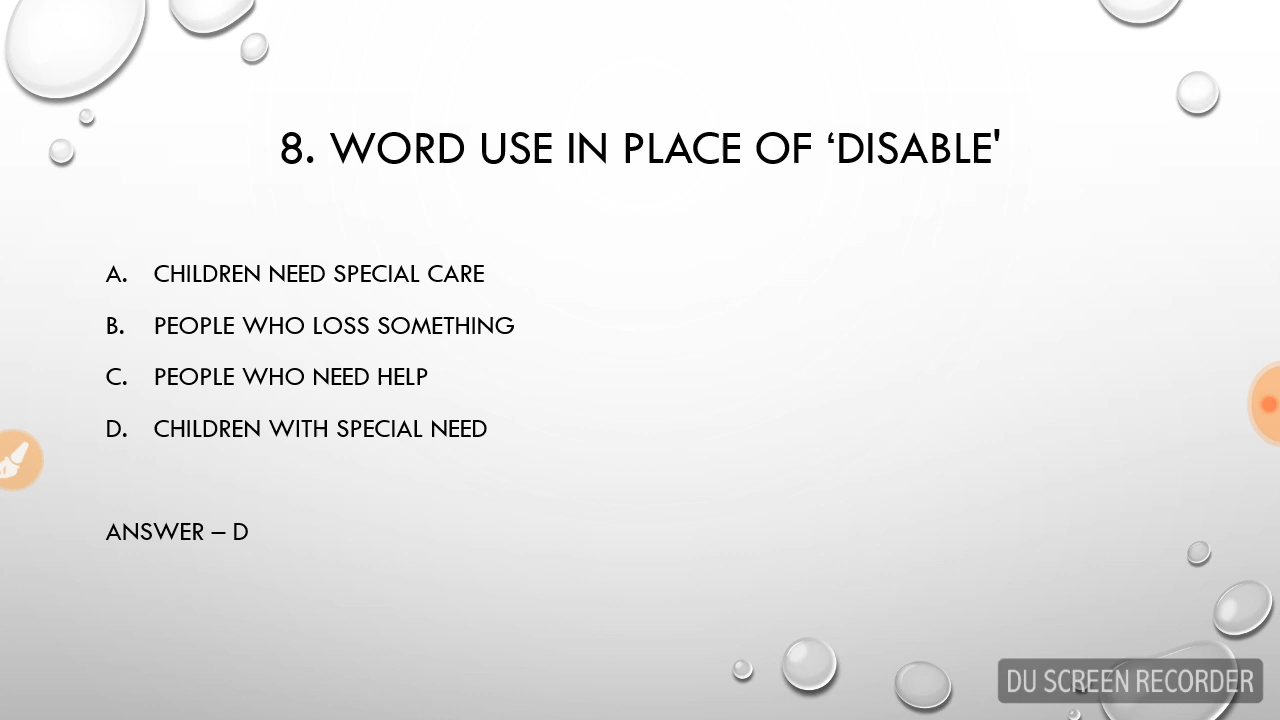 8. WORD USE IN PLACE OF ‘DISABLE'
A. CHILDREN NEED SPECIAL CARE
B. PEOPLE WHO LOSS SOMETHING
C. PEOPLE WHO NEED HELP
D. CHILDREN WITH SPECIAL NEED
ANSWER – D
DU SCREEN RECORDER